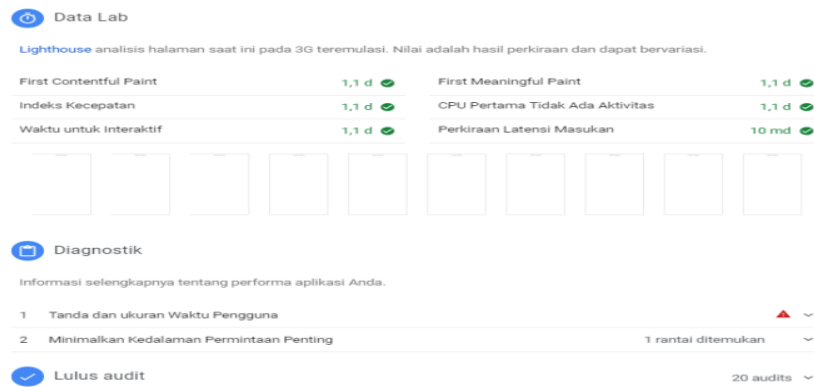 Data Lab
Lighthouse analisis halaman saat ini pada 3G teremulasi. Nilai adalah hasil perkiraan dan dapat bervariasi.
First Contentful Paint 1,1 d First Meaningful Paint 1,1 d
Indeks Kecepatan 1,1 d CPU Pertama Tidak Ada Aktivitas 1,1 d
Waktu untuk Interaktif 1,1 d Perkiraan Latensi Masukan 10 md
Diagnostik
Informasi selengkapnya tentang performa aplikasi Anda.
1 Tanda dan ukuran Waktu Pengguna
2 Minimalkan Kedalaman Permintaan Penting 1 rantai ditemukan
Lulus audit 20 audits